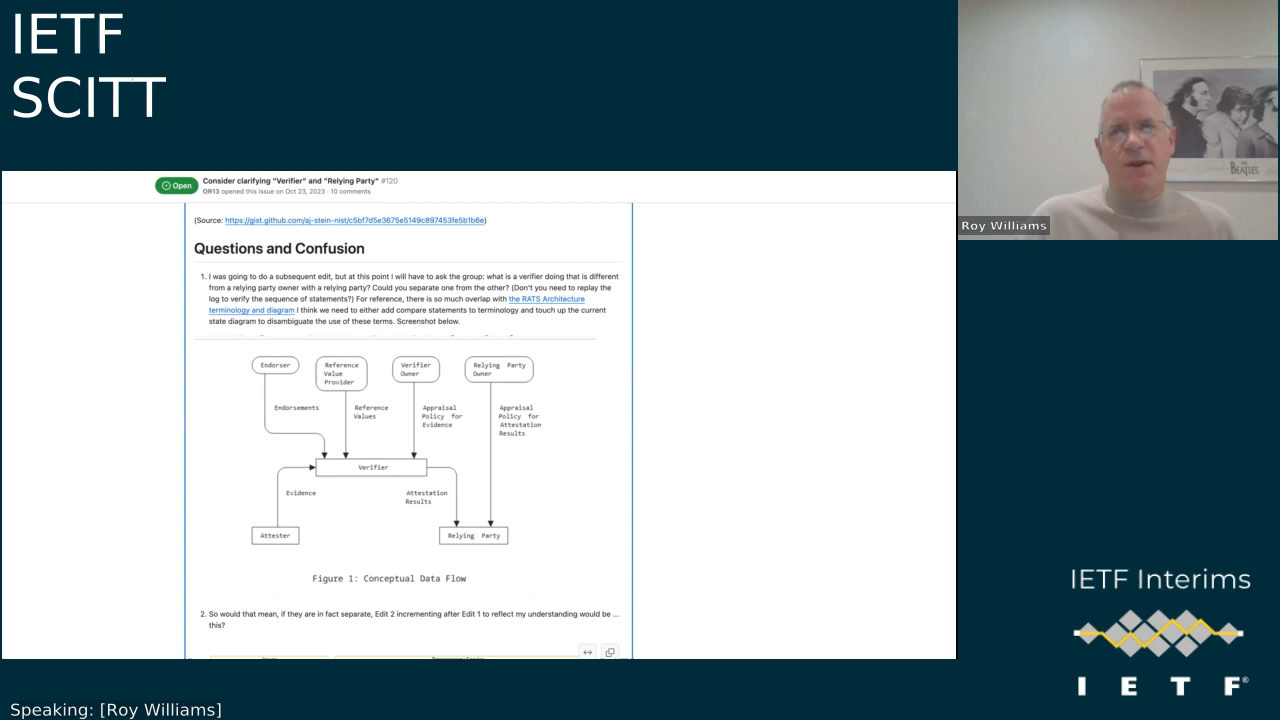 IETF
SCITT
Open
Consider clarifying "Verifier" and "Relying Party" #120
OR13 opened this issue on Oct 23, 2023 · 10 comments
(Source: https://gist.github.com/aj-stein-nist/c5bf7d5e3675e5149c897453fe5b1b6e)
Questions and Confusion
1. I was going to do a subsequent edit, but at this point I will have to ask the group: what is a verifier doing that is different
from a relying party owner with a relying party? Could you separate one from the other? (Don't you need to replay the
log to verify the sequence of statements?) For reference, there is so much overlap with the RATS Architecture
terminology and diagram I think we need to either add compare statements to terminology and touch up the current
state diagram to disambiguate the use of these terms. Screenshot below.
Endorser
Reference
Value
Provider
Verifier
Owner
Relying Party
Owner
Endorsements
Reference
Values
Appraisal
Policy for
Evidence
Appraisal
Policy for
Attestation
Results
Verifier
Evidence
Attestation
Results
Attester
Relying Party
Figure 1: Conceptual Data Flow
2. So would that mean, if they are in fact separate, Edit 2 incrementing after Edit 1 to reflect my understanding would be ...
this?
THE
BEATLES
Roy Williams
IETF Interims
I E T F®
Speaking: [Roy Williams]